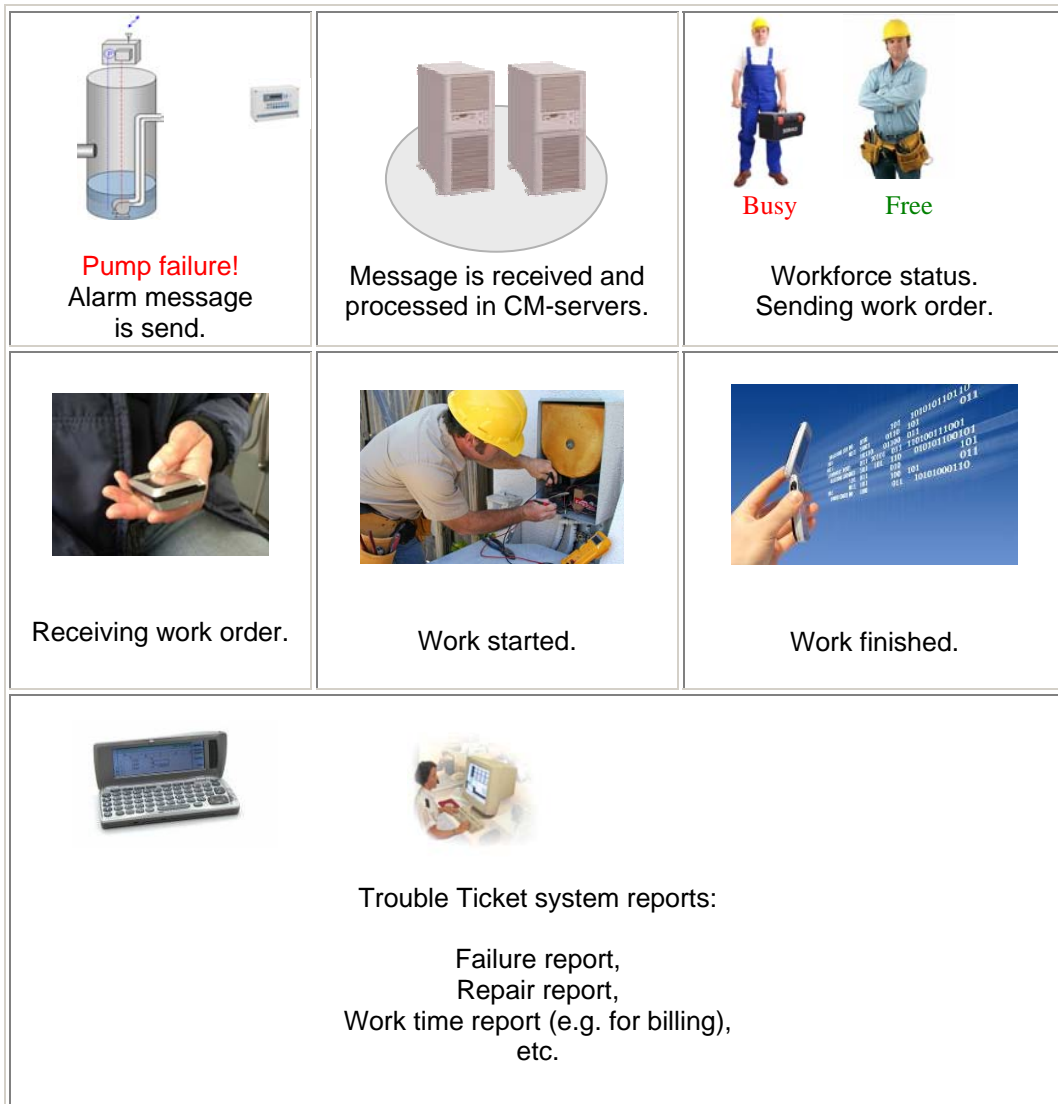 Busy
Free
Pump failure!
Alarm message
is send.
Message is received and
processed in CM-servers.
Workforce status.
Sending work order.
Receiving work order.
Work started.
Work finished.
Trouble Ticket system reports:
Failure report,
Repair report,
Work time report (e.g. for billing),
etc.